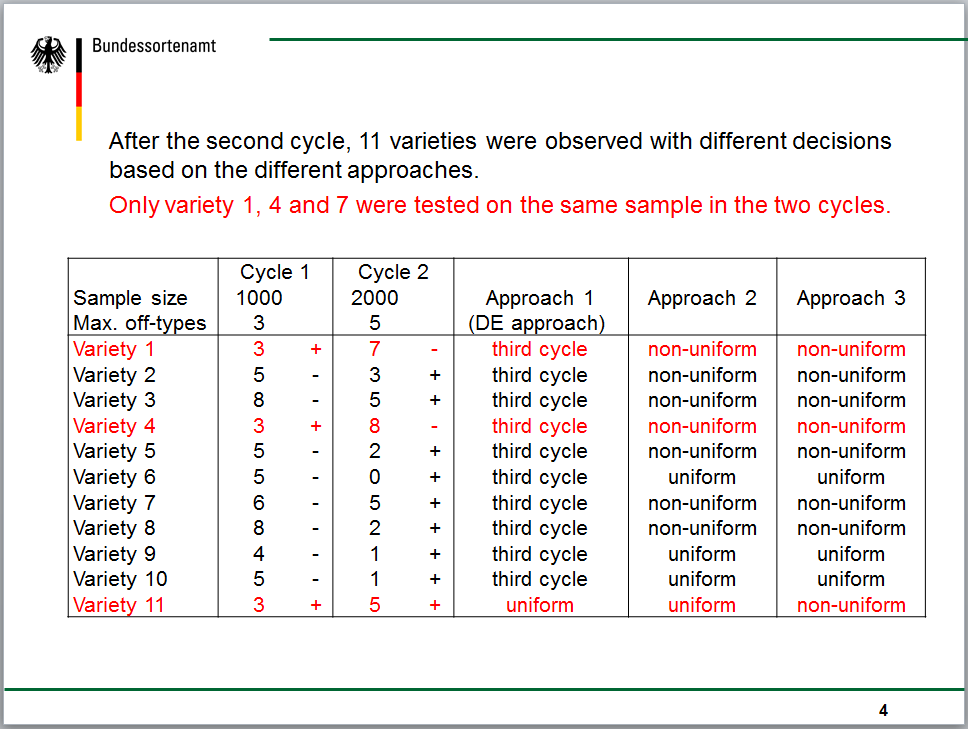 Bundessortenamt
After the second cycle, 11 varieties were observed with different decisions
based on the different approaches.
Only variety 1, 4 and 7 were tested on the same sample in the two cycles.
Cycle 1 Cycle 2
Sample size 1000 2000 Approach 1 Approach 2 Approach 3
Max. off-types 3 5 (DE approach)
Variety 1 3 + 7 - third cycle non-uniform non-uniform
Variety 2 5 - 3 + third cycle non-uniform non-uniform
Variety 3 8 - 5 + third cycle non-uniform non-uniform
Variety 4 3 + 8 - third cycle non-uniform non-uniform
Variety 5 5 - 2 + third cycle non-uniform non-uniform
Variety 6 5 - 0 + third cycle uniform uniform
Variety 7 6 - 5 + third cycle non-uniform non-uniform
Variety 8 8 - 2 + third cycle non-uniform non-uniform
Variety 9 4 - 1 + third cycle uniform uniform
Variety 10 5 - 1 + third cycle uniform uniform
Variety 11 3 + 5 + uniform uniform non-uniform
4